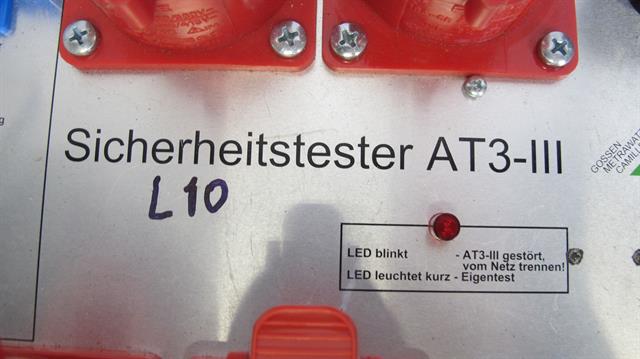 Sicherheitstester AT3-III
L10
GOSSEN
METRAWATT
CAMILLE
LED blinkt - AT3-III gestört,
vom Netz trennen!
LED leuchtet kurz - Eigentest